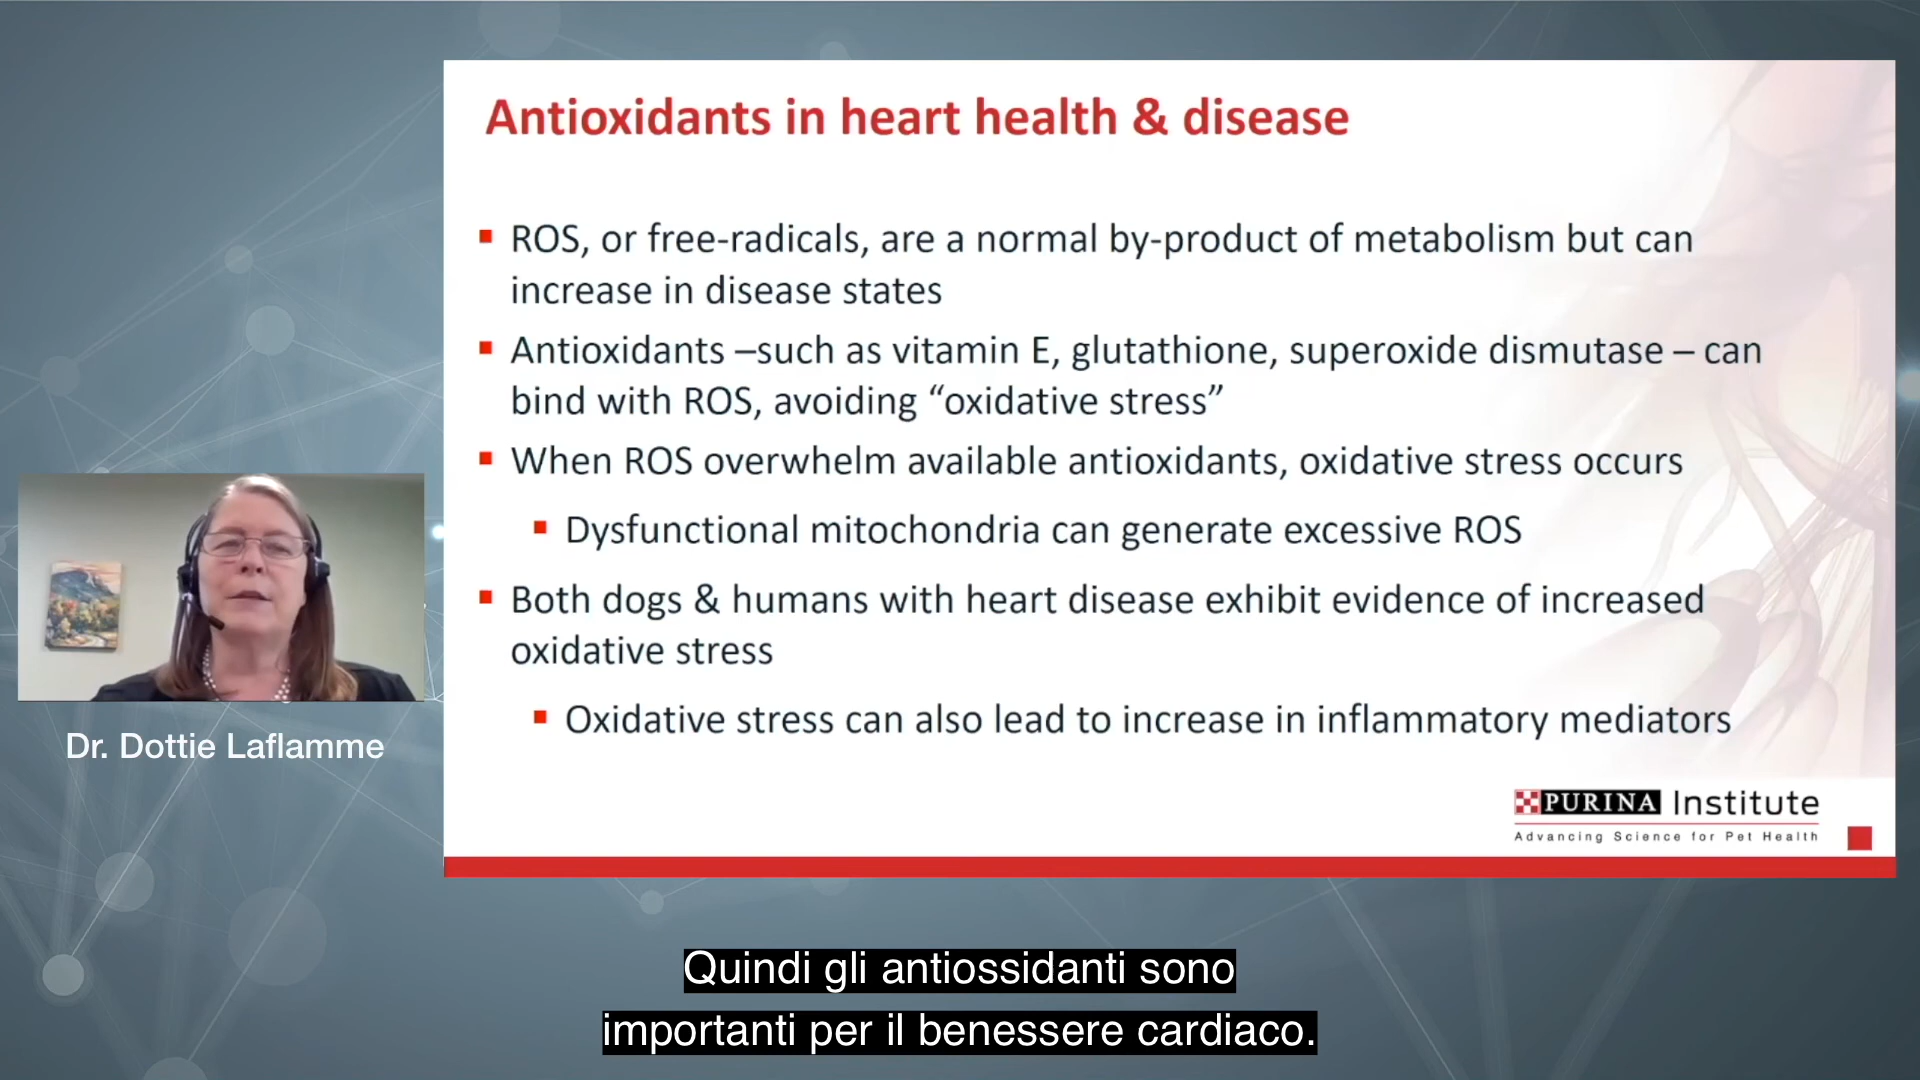 Antioxidants in heart health & disease
ROS, or free-radicals, are a normal by-product of metabolism but can
increase in disease states
Antioxidants –such as vitamin E, glutathione, superoxide dismutase – can
bind with ROS, avoiding “oxidative stress”
When ROS overwhelm available antioxidants, oxidative stress occurs
Dysfunctional mitochondria can generate excessive ROS
Both dogs & humans with heart disease exhibit evidence of increased
oxidative stress
Oxidative stress can also lead to increase in inflammatory mediators
PURINA Institute
Advancing Science for Pet Health
Dr. Dottie Laflamme
Quindi gli antiossidanti sono
importanti per il benessere cardiaco.